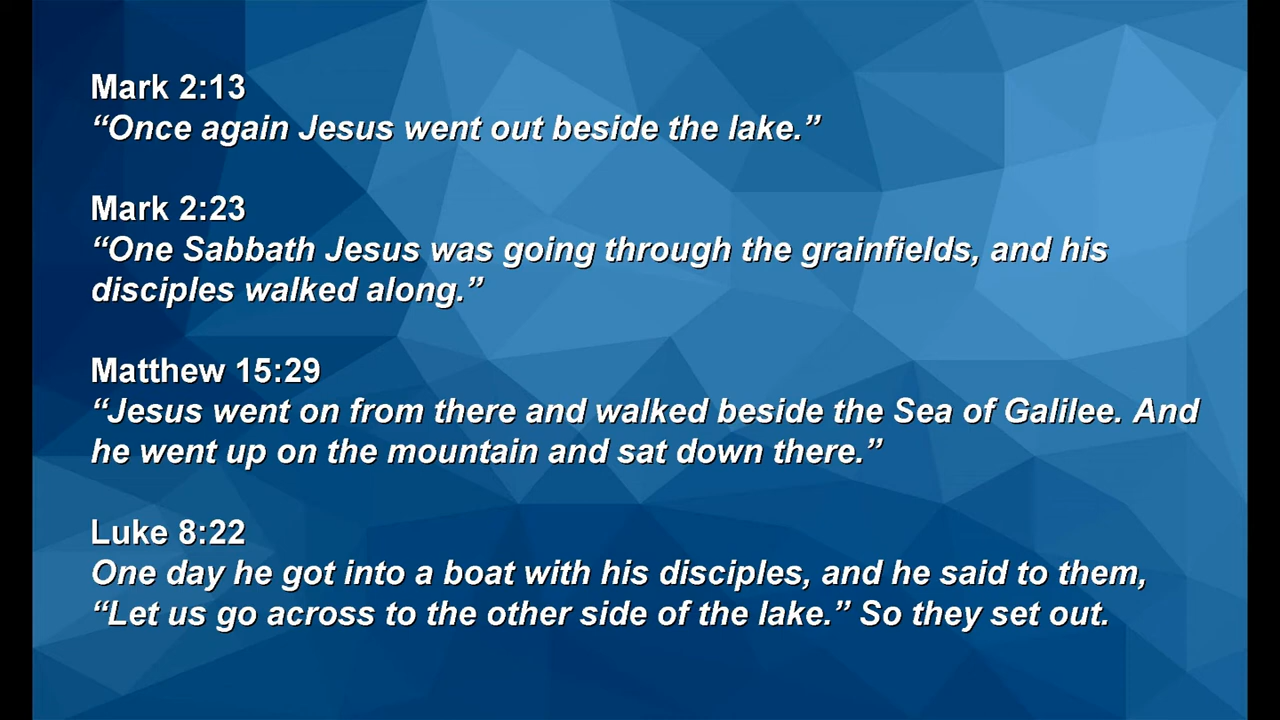 Mark 2:13
“Once again Jesus went out beside the lake.”
Mark 2:23
“One Sabbath Jesus was going through the grainfields, and his
disciples walked along.”
Matthew 15:29
“Jesus went on from there and walked beside the Sea of Galilee. And
he went up on the mountain and sat down there.”
Luke 8:22
One day he got into a boat with his disciples, and he said to them,
“Let us go across to the other side of the lake.” So they set out.